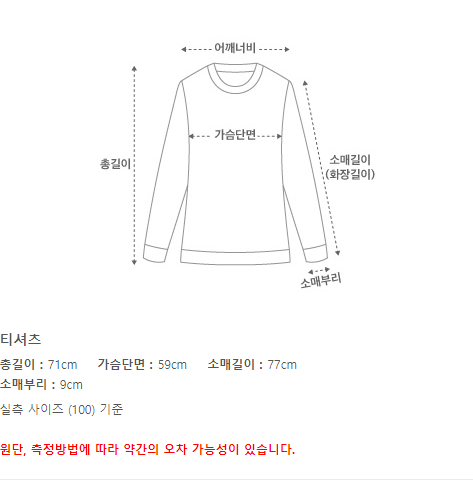 어깨너비
가슴단면
총길이
소매길이
(화장길이)
소매부리
티셔츠
총길이 : 71cm 가슴단면 : 59cm 소매길이 : 77cm
소매부리 : 9cm
실측 사이즈 (100) 기준
원단, 측정방법에 따라 약간의 오차 가능성이 있습니다.